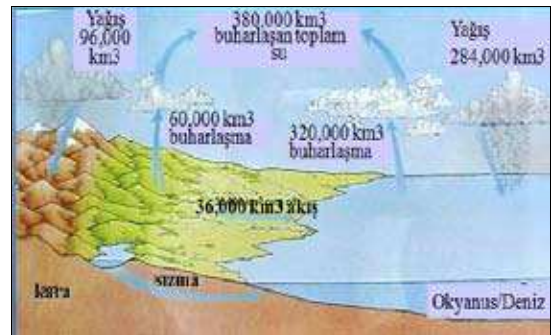 Yağış
96,000
km3
380,000 km3
buharlaşan toplam
su
Yağış
284,000 km3
60,000 km3
buharlaşma
320,000 km3
buharlaşma
36,000 km3 akış
sızma
Okyanus/Deniz